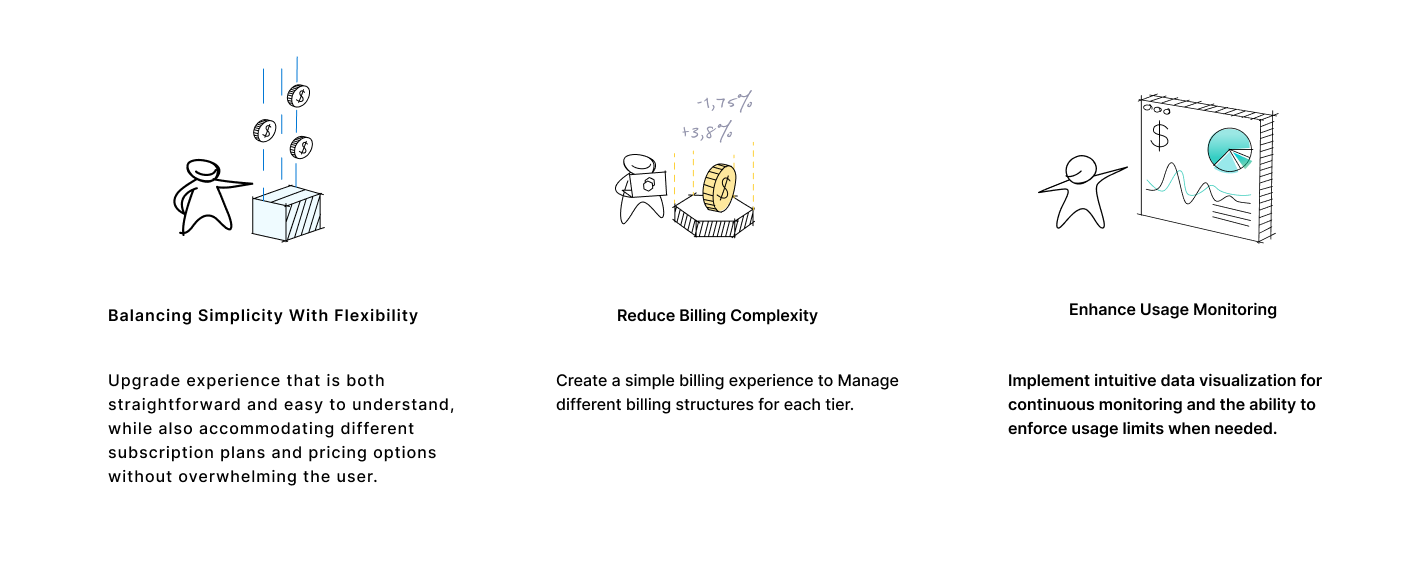 -1,75%
+3,8%
$
$
$
$
$
Balancing Simplicity With Flexibility
Upgrade experience that is both
straightforward and easy to understand,
while also accommodating different
subscription plans and pricing options
without overwhelming the user.
Reduce Billing Complexity
Create a simple billing experience to Manage
different billing structures for each tier.
Enhance Usage Monitoring
Implement intuitive data visualization for
continuous monitoring and the ability to
enforce usage limits when needed.